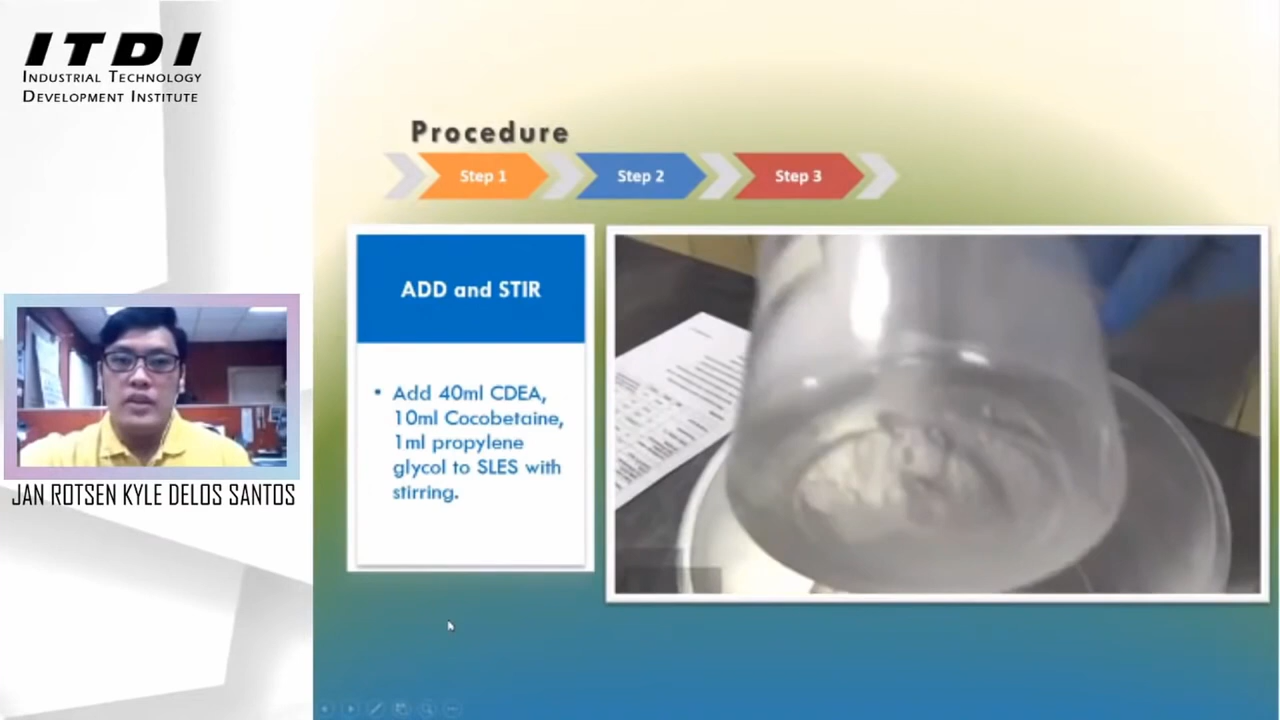 ITDI
INDUSTRIAL TECHNOLOGY
DEVELOPMENT INSTITUTE
Procedure
Step 1
Step 2
Step 3
ADD and STIR
• Add 40ml CDEA,
10ml Cocobetaine,
1ml propylene
glycol to SLES with
stirring.
JAN ROTSEN KYLE DELOS SANTOS